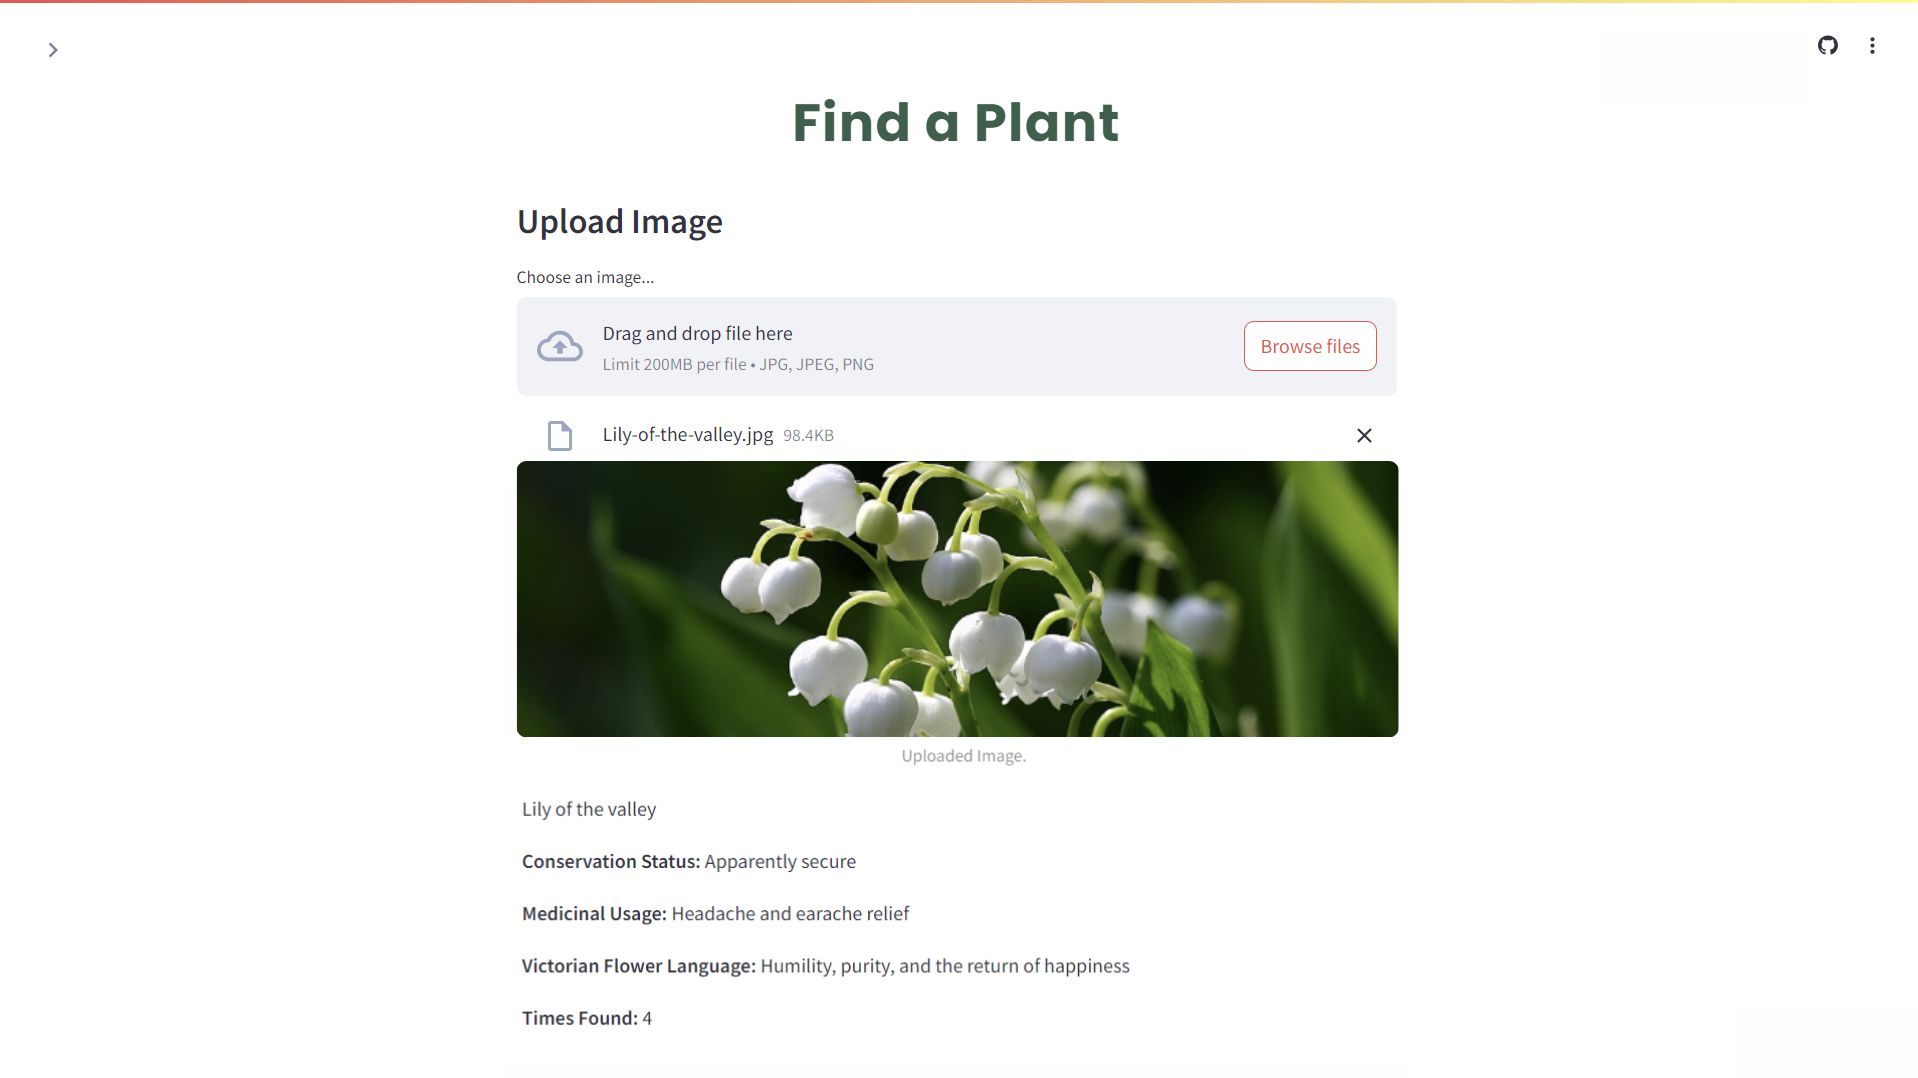 Find a Plant
Upload Image
Choose an image...
Drag and drop file here
Limit 200MB per file • JPG, JPEG, PNG
Browse files
Lily-of-the-valley.jpg 98.4KB
Uploaded Image.
Lily of the valley
Conservation Status: Apparently secure
Medicinal Usage: Headache and earache relief
Victorian Flower Language: Humility, purity, and the return of happiness
Times Found: 4